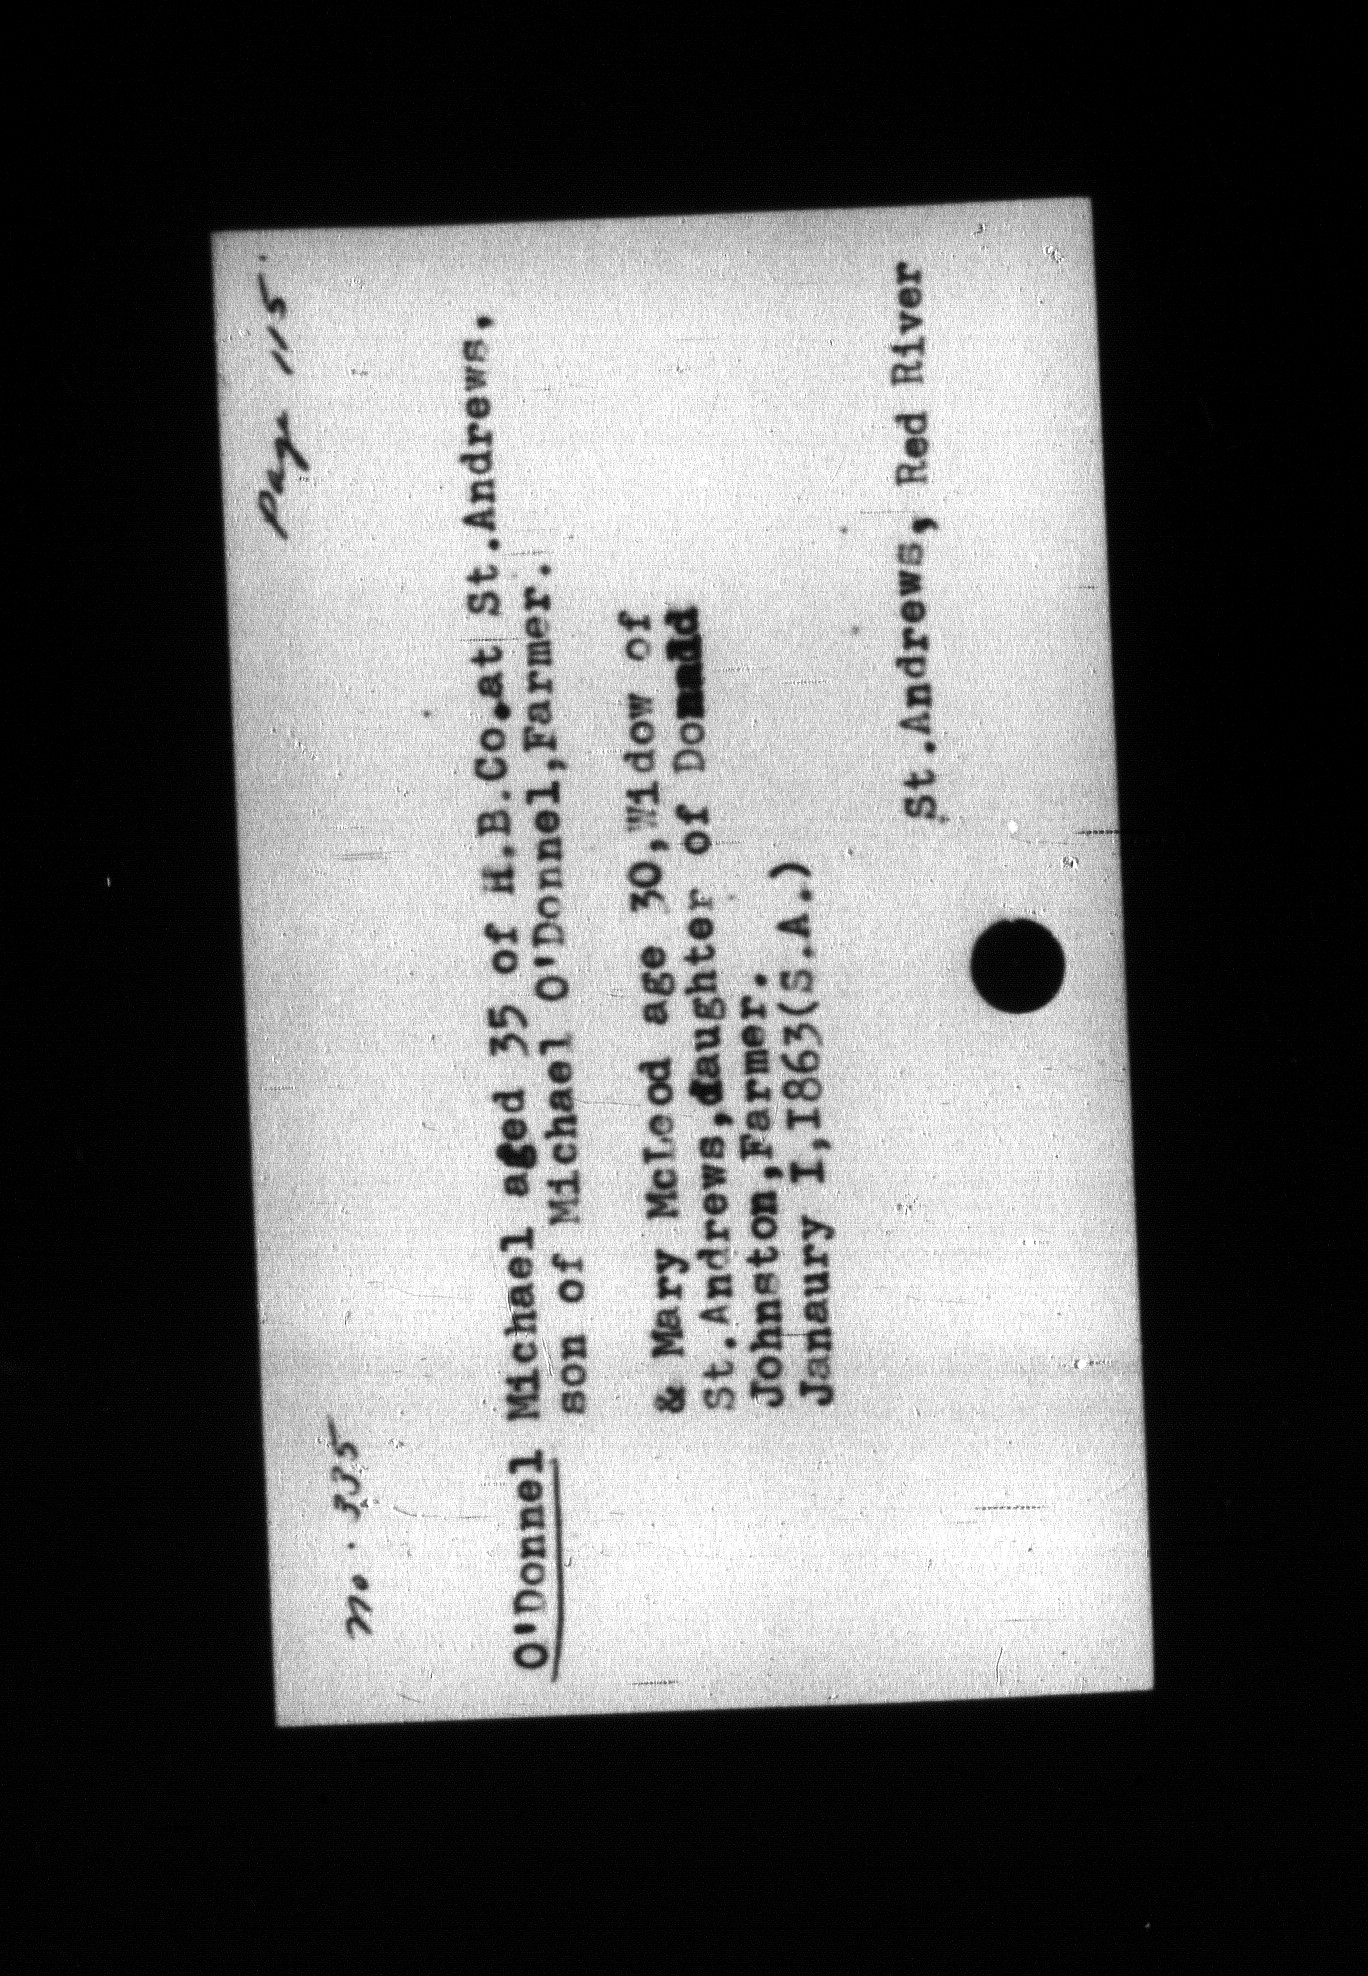 Page 115
no. 335
O'Donnel Michael aged 35 of H.B.Co.at St.Andrews,
son of Michael O'Donnel,Farmer.
& Mary McLeod age 30,Widow of
St.Andrews,daughter of Donald
Johnston,Farmer.
Janaury I,I863(S.A.)
St.Andrews, Red River